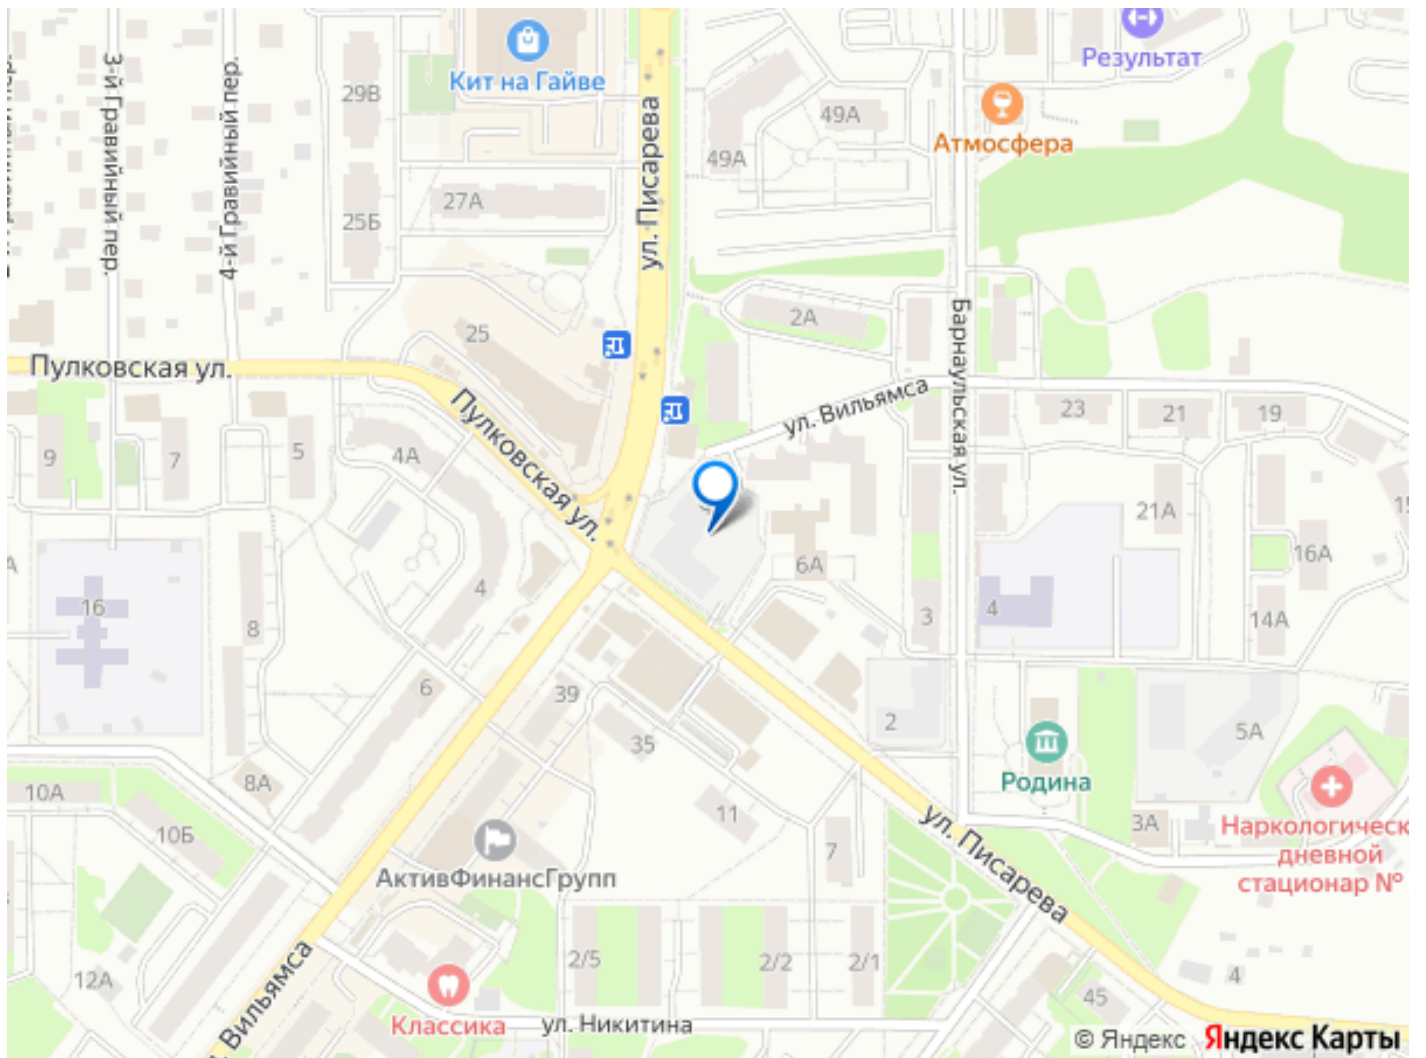 Результат
Кит на Гайве
29В
3-й Гравийный пер.
4-й Гравийный пер.
49А
Атмосфера
ул. Писарева
49А
27А
25Б
2А
25
Барнаульская ул.
Пулковская ул.
ул. Вильямса
Пулковская ул.
23
21
19
9
7
5
4А
21А
16А
6А
4
16
8
3
4
14А
6
39
2
5А
35
Родина
8А
10А
11
3А
Наркологическ
дневной
стационар №
10Б
7
ул. Писарева
АктивФинансГрупп
2/5
2/2
2/1
12А
4
45
Вильямса
Классика
ул. Никитина
© Яндекс
Яндекс Карты